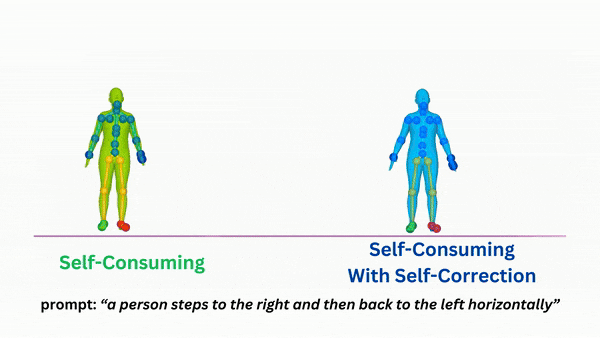 Self-Consuming
Self-Consuming
With Self-Correction
prompt: “a person steps to the right and then back to the left horizontally”